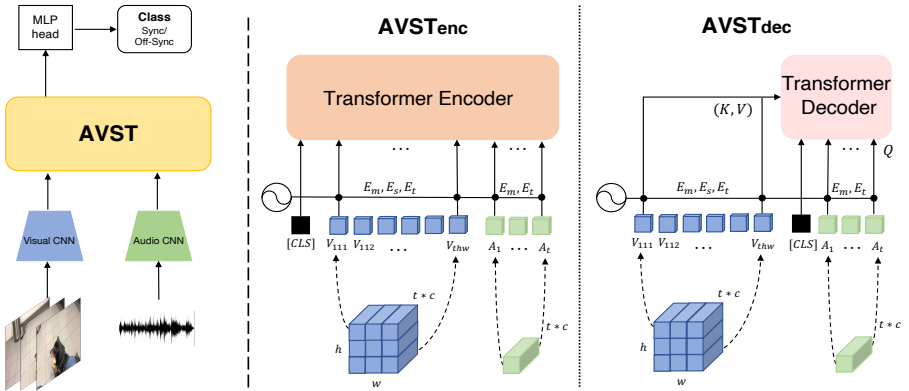 MLP
head
Class
Sync/
Off-Sync
AVST
Visual CNN
Audio CNN
AVSTenc
Transformer Encoder
... ...
E_m, E_s, E_t
E_m, E_t
[CLS] V_111 V_112 ... V_thw A_1 ... A_t
t * c
h
w
t * c
AVSTdec
Transformer
Decoder
(K, V)
... Q
E_m, E_s, E_t
E_m, E_t
V_111 V_112 ... V_thw [CLS] A_1 ... A_t
t * c
h
w
t * c